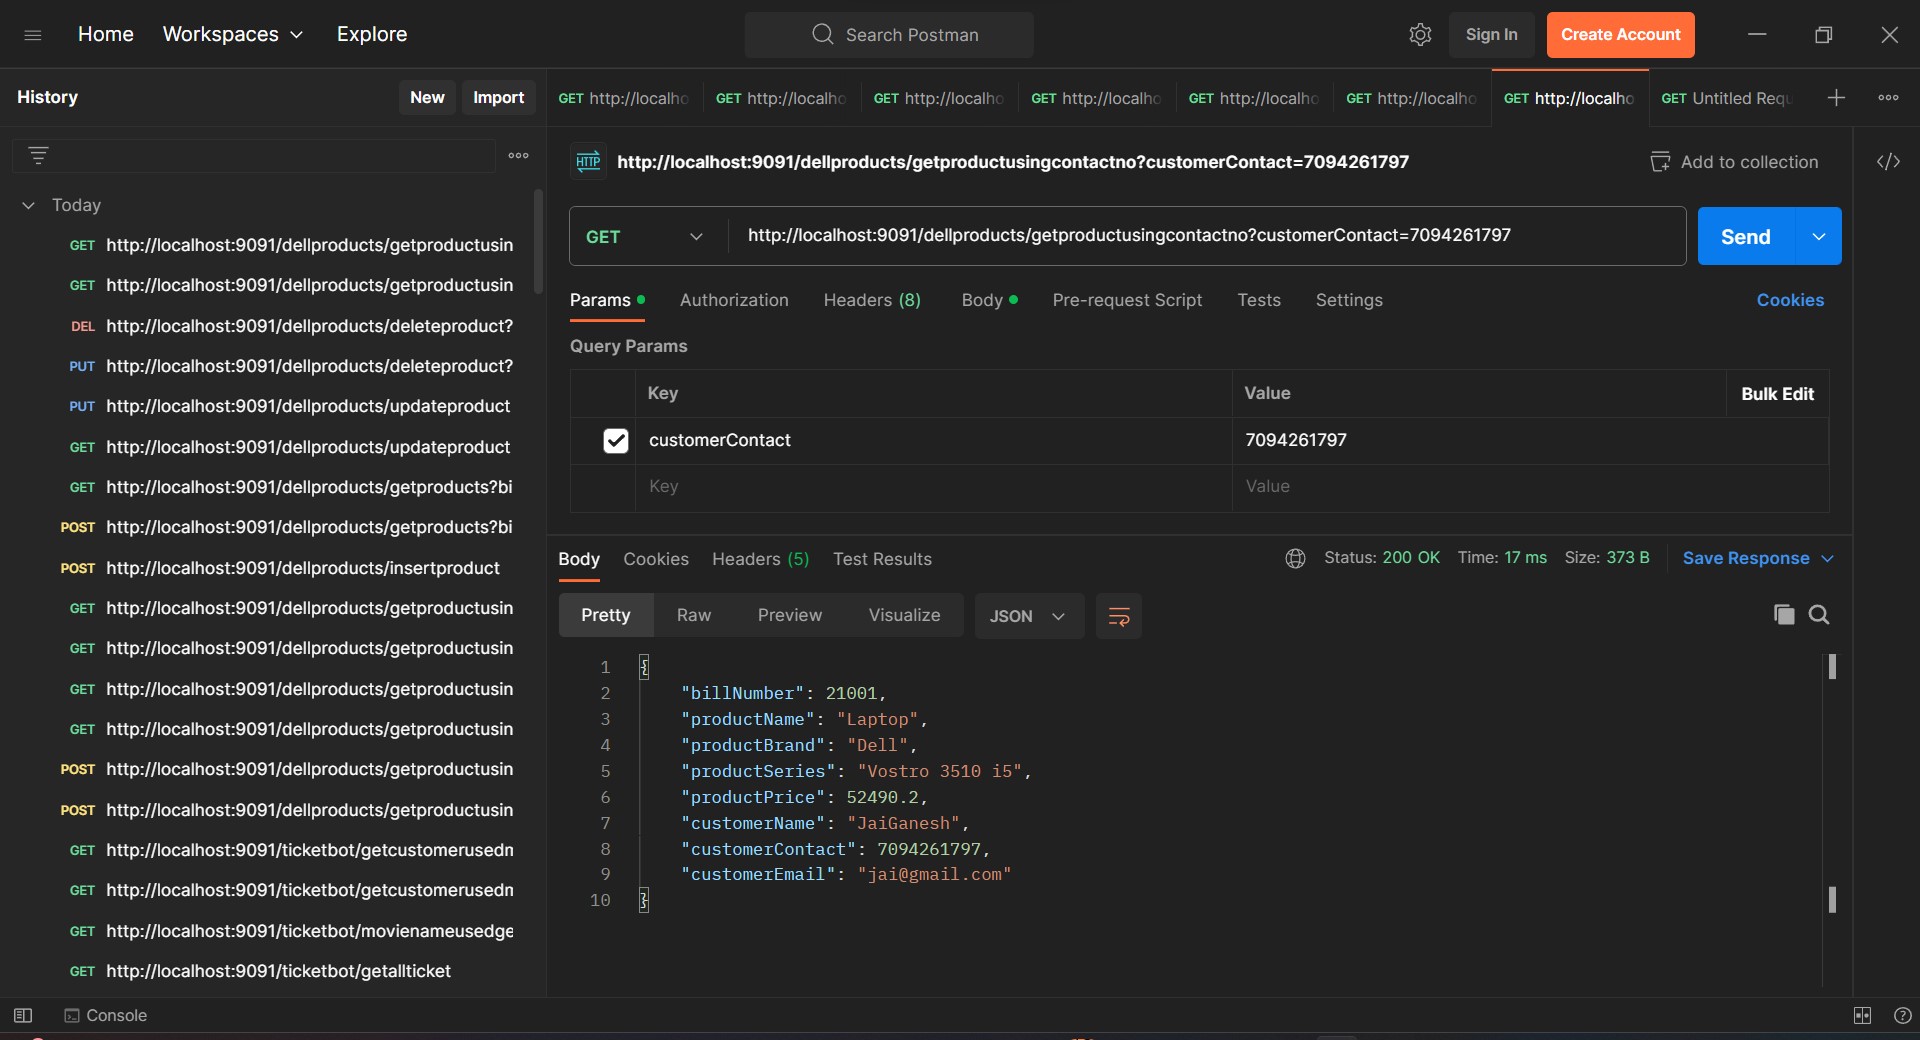 Home Workspaces Explore Search Postman Sign In Create Account
History New Import
GET http://localho GET http://localho GET http://localho GET http://localho GET http://localho GET http://localho GET http://localho GET Untitled Requ
HTTP http://localhost:9091/dellproducts/getproductusingcontactno?customerContact=7094261797 Add to collection </>
GET http://localhost:9091/dellproducts/getproductusingcontactno?customerContact=7094261797 Send
Params Authorization Headers (8) Body Pre-request Script Tests Settings Cookies
Query Params
Key Value Bulk Edit
customerContact 7094261797
Key Value
Today
GET http://localhost:9091/dellproducts/getproductusin
GET http://localhost:9091/dellproducts/getproductusin
DEL http://localhost:9091/dellproducts/deleteproduct?
PUT http://localhost:9091/dellproducts/deleteproduct?
PUT http://localhost:9091/dellproducts/updateproduct
GET http://localhost:9091/dellproducts/updateproduct
GET http://localhost:9091/dellproducts/getproducts?bi
POST http://localhost:9091/dellproducts/getproducts?bi
POST http://localhost:9091/dellproducts/insertproduct
GET http://localhost:9091/dellproducts/getproductusin
GET http://localhost:9091/dellproducts/getproductusin
GET http://localhost:9091/dellproducts/getproductusin
GET http://localhost:9091/dellproducts/getproductusin
POST http://localhost:9091/dellproducts/getproductusin
POST http://localhost:9091/dellproducts/getproductusin
GET http://localhost:9091/ticketbot/getcustomerusedm
GET http://localhost:9091/ticketbot/getcustomerusedm
GET http://localhost:9091/ticketbot/movienameusedge
GET http://localhost:9091/ticketbot/getallticket
Body Cookies Headers (5) Test Results Status: 200 OK Time: 17 ms Size: 373 B Save Response
Pretty Raw Preview Visualize JSON
1 {
2 "billNumber": 21001,
3 "productName": "Laptop",
4 "productBrand": "Dell",
5 "productSeries": "Vostro 3510 i5",
6 "productPrice": 52490.2,
7 "customerName": "JaiGanesh",
8 "customerContact": 7094261797,
9 "customerEmail": "jai@gmail.com"
10 }
Console